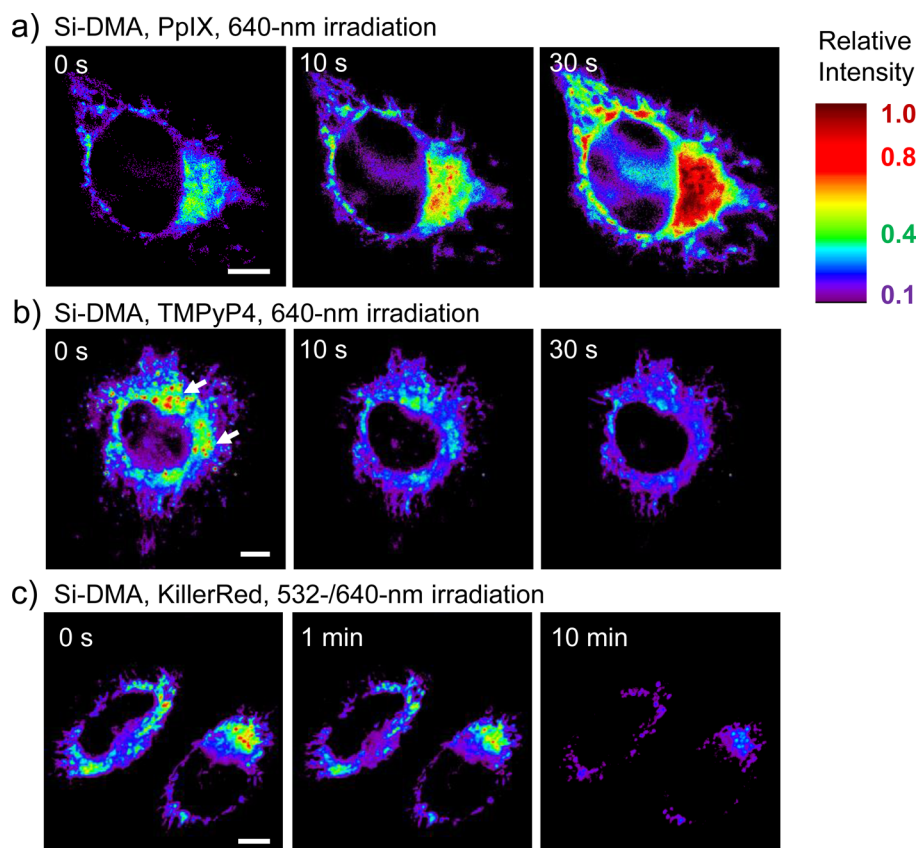 a) Si-DMA, PpIX, 640-nm irradiation
0 s
10 s
30 s
Relative
Intensity
1.0
0.8
0.4
0.1
b) Si-DMA, TMPyP4, 640-nm irradiation
0 s
10 s
30 s
c) Si-DMA, KillerRed, 532-/640-nm irradiation
0 s
1 min
10 min